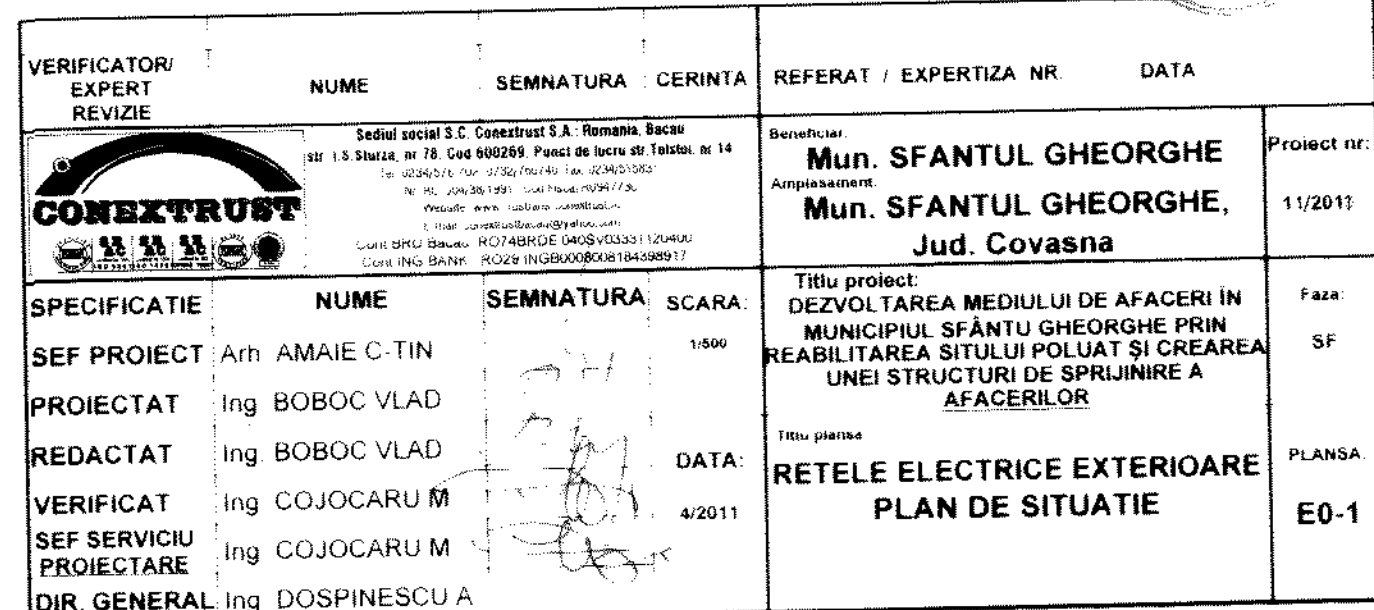 VERIFICATOR/
EXPERT
REVIZIE
NUME
SEMNATURA
CERINTA
REFERAT / EXPERTIZA NR.
DATA
CONEXTRUST
Sediul social S.C. Conextrust S.A.: Romania, Bacau
str. I.S.Sturza, nr 78. Cod 600269. Punct de lucru str. Tolstoi. nr 14
Cont BRD Bacau
Cont ING BANK
Beneficiar:
Mun. SFANTUL GHEORGHE
Amplasament:
Mun. SFANTUL GHEORGHE,
Jud. Covasna
Proiect nr:
11/2011
SPECIFICATIE
NUME
SEMNATURA
SCARA:
1/500
SEF PROIECT Arh AMAIE C-TIN
PROIECTAT Ing BOBOC VLAD
REDACTAT Ing. BOBOC VLAD
VERIFICAT Ing COJOCARU M
SEF SERVICIU
PROIECTARE
Ing COJOCARU M
DIR. GENERAL Ing DOSPINESCU A
DATA:
4/2011
Titlu proiect:
DEZVOLTAREA MEDIULUI DE AFACERI ÎN
MUNICIPIUL SFÂNTU GHEORGHE PRIN
REABILITAREA SITULUI POLUAT ȘI CREAREA
UNEI STRUCTURI DE SPRIJINIRE A
AFACERILOR
Faza:
SF
Titlu plansa
RETELE ELECTRICE EXTERIOARE
PLAN DE SITUATIE
PLANSA.
E0-1